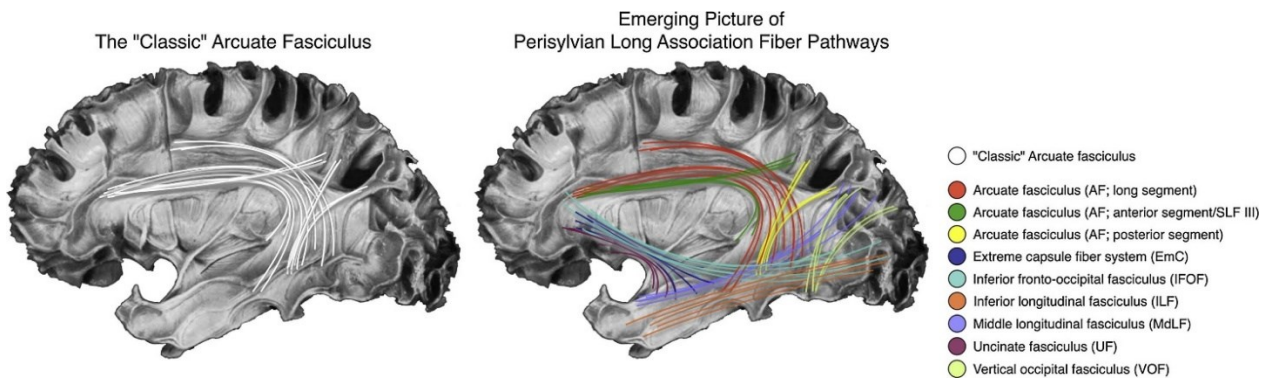 The "Classic" Arcuate Fasciculus
Emerging Picture of
Perisylvian Long Association Fiber Pathways
"Classic" Arcuate fasciculus
Arcuate fasciculus (AF; long segment)
Arcuate fasciculus (AF; anterior segment/SLF III)
Arcuate fasciculus (AF; posterior segment)
Extreme capsule fiber system (EmC)
Inferior fronto-occipital fasciculus (IFOF)
Inferior longitudinal fasciculus (ILF)
Middle longitudinal fasciculus (MdLF)
Uncinate fasciculus (UF)
Vertical occipital fasciculus (VOF)